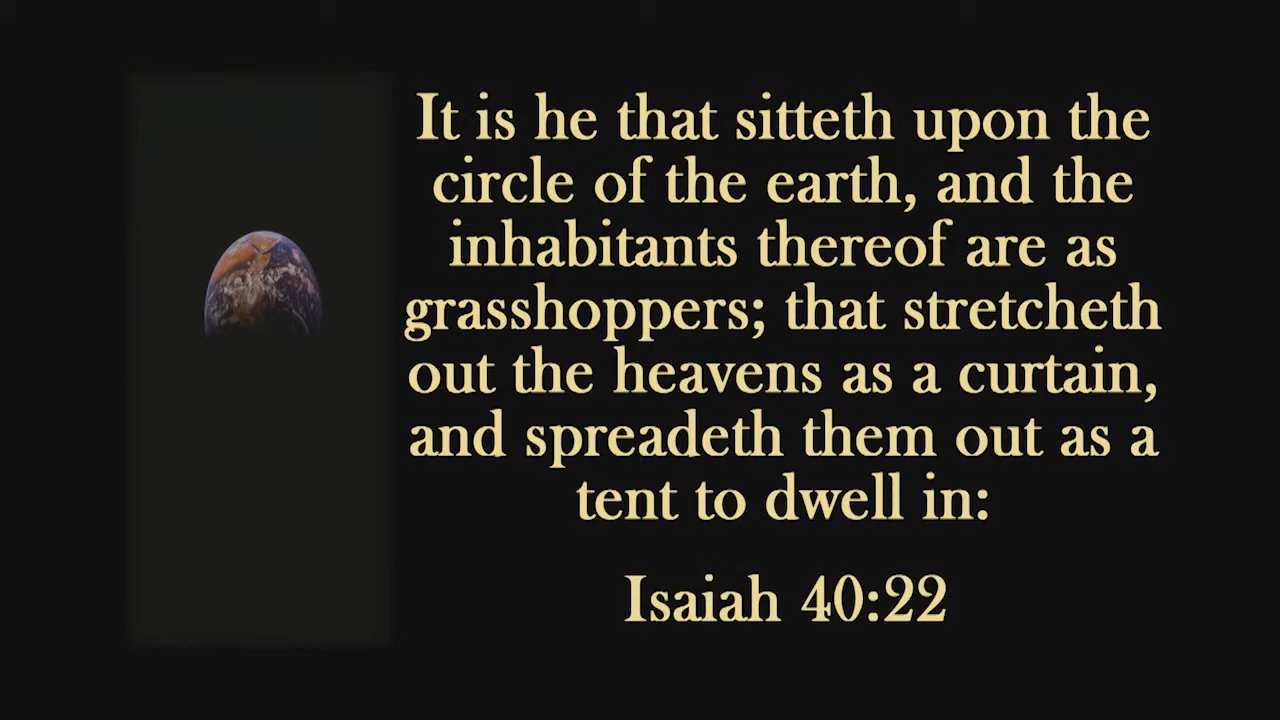 It is he that sitteth upon the
circle of the earth, and the
inhabitants thereof are as
grasshoppers; that stretcheth
out the heavens as a curtain,
and spreadeth them out as a
tent to dwell in:
Isaiah 40:22